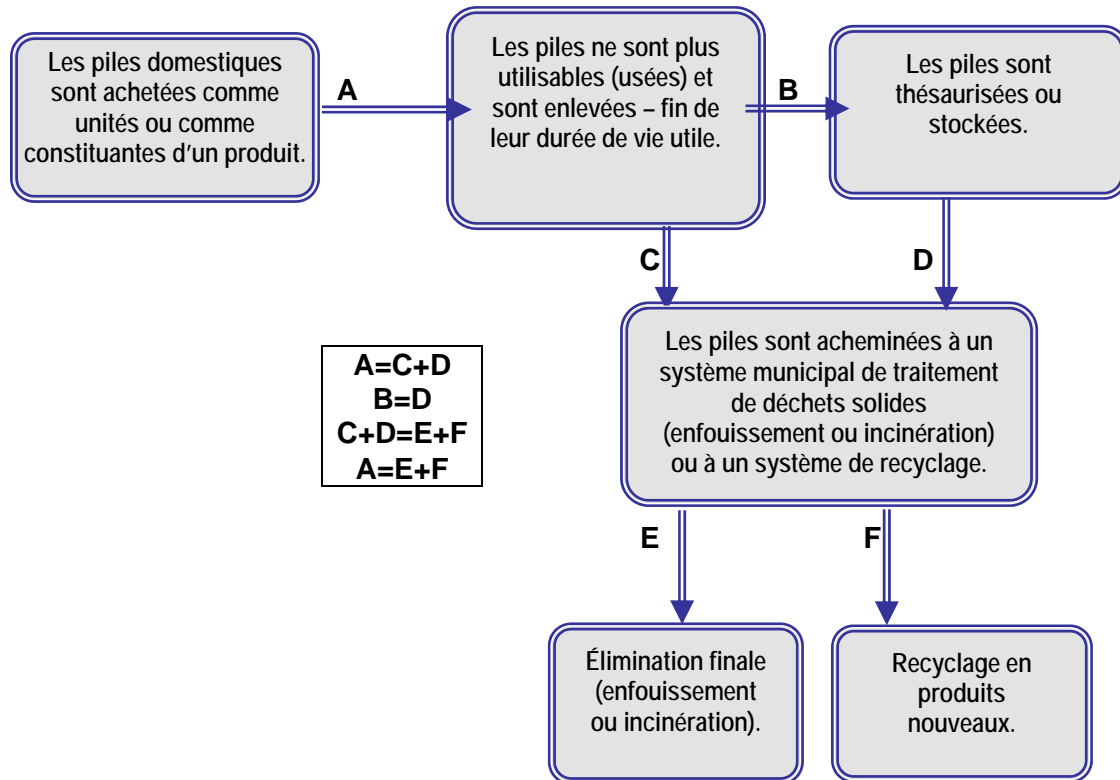 Les piles domestiques
sont achetées comme
unités ou comme
constituantes d'un produit.
A
Les piles ne sont plus
utilisables (usées) et
sont enlevées – fin de
leur durée de vie utile.
B
Les piles sont
thésaurisées ou
stockées.
C
D
A=C+D
B=D
C+D=E+F
A=E+F
Les piles sont acheminées à un
système municipal de traitement
de déchets solides
(enfouissement ou incinération)
ou à un système de recyclage.
E
F
Élimination finale
(enfouissement
ou incinération).
Recyclage en
produits
nouveaux.